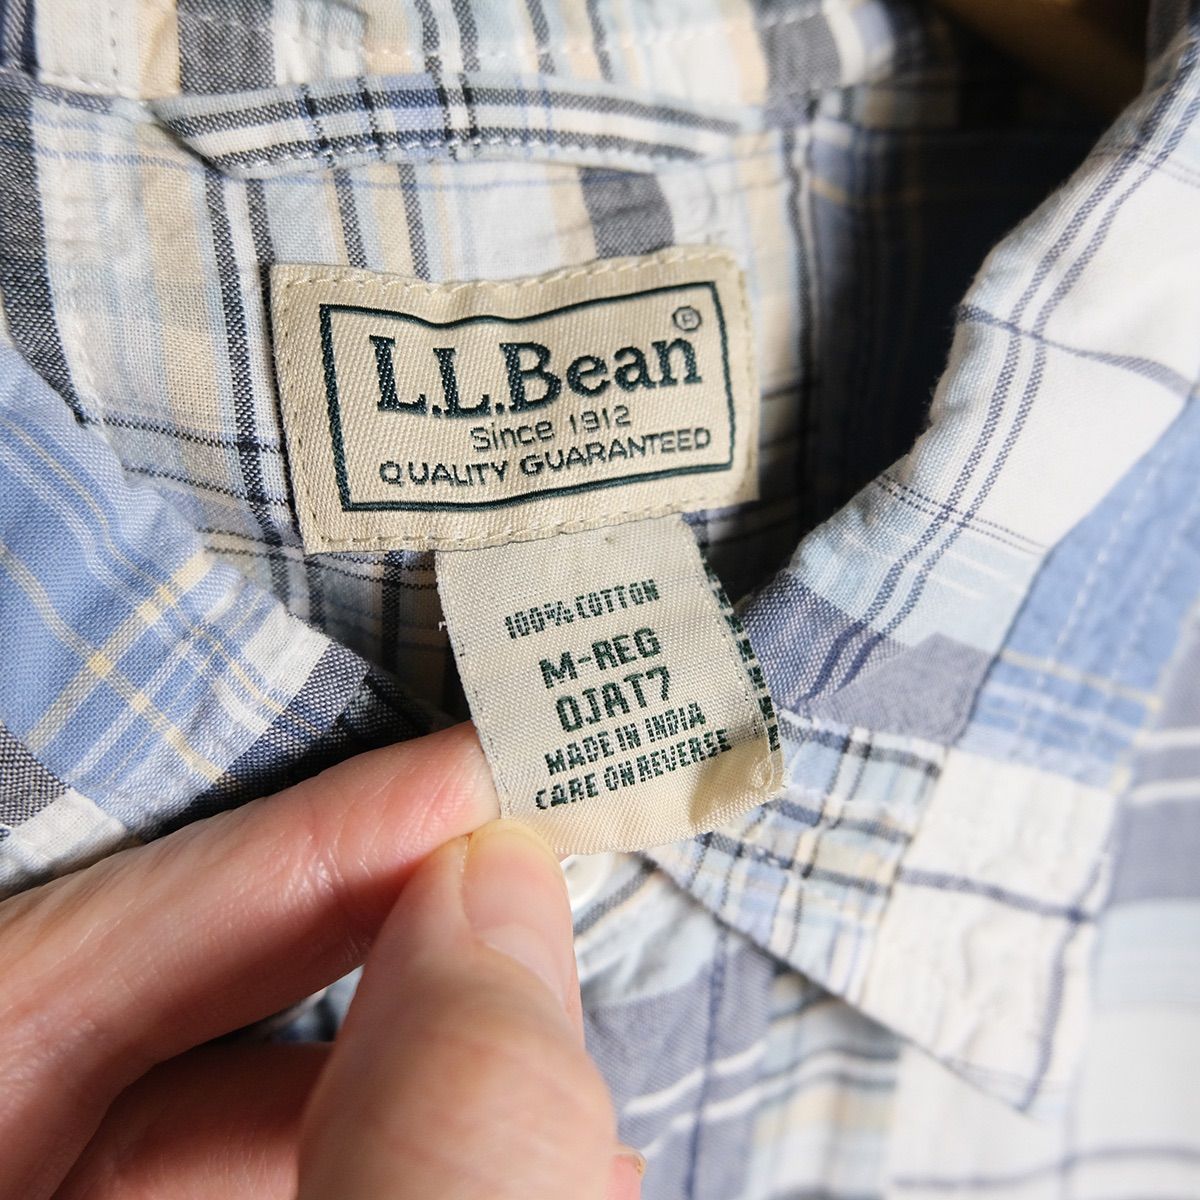 L.L.Bean®
Since 1912
QUALITY GUARANTEED
100% COTTON
M-REG
0JAT7
MADE IN INDIA
CARE ON REVERSE